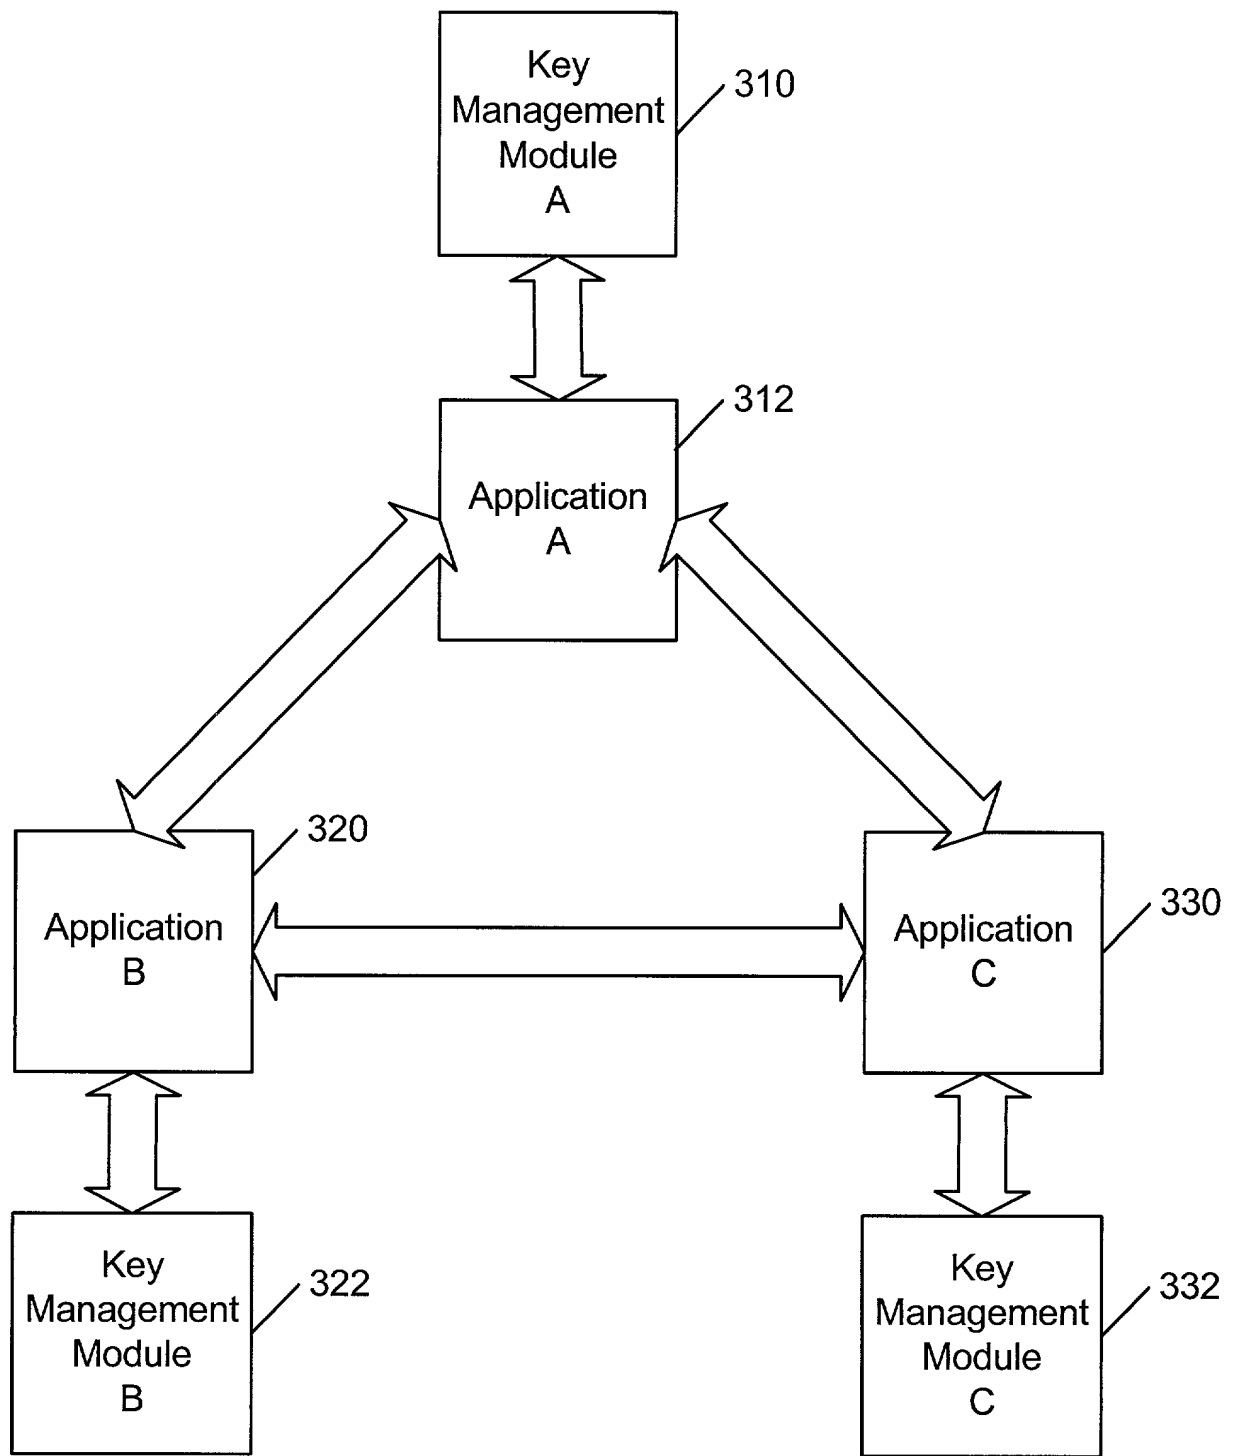 Key
Management
Module
A
310
312
Application
A
320
Application
B
330
Application
C
Key
Management
Module
B
322
Key
Management
Module
C
332